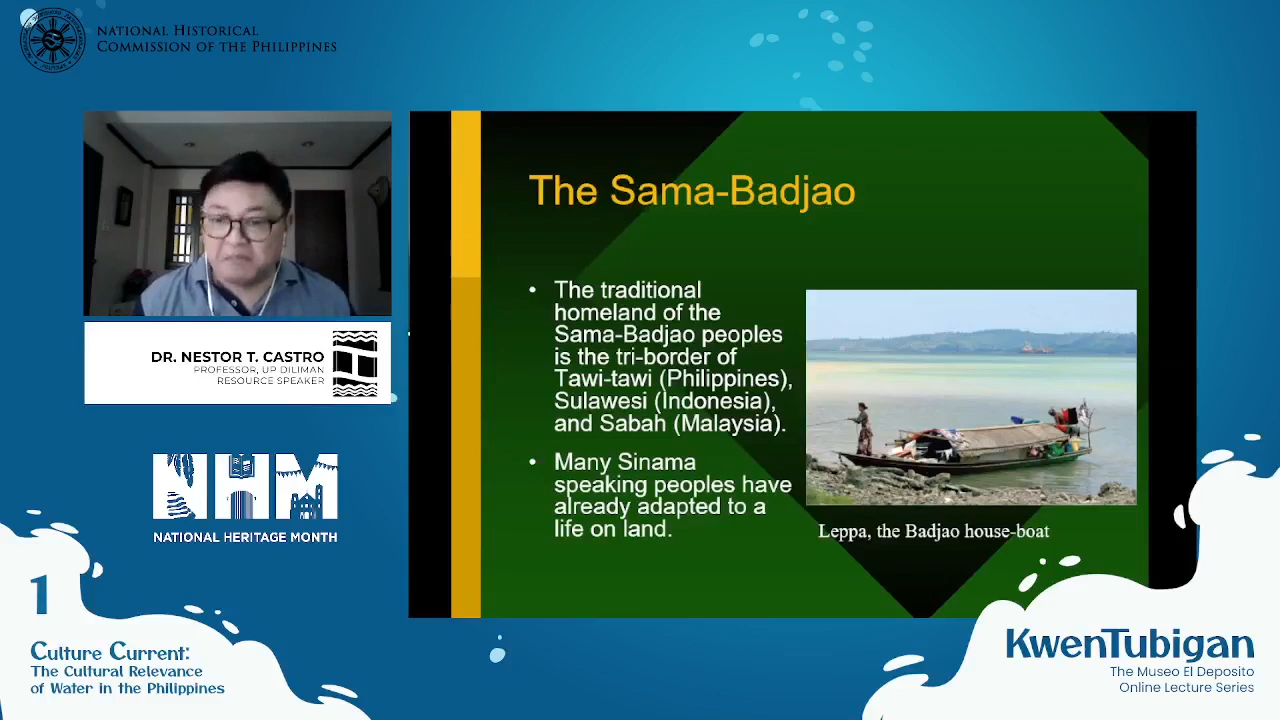 NATIONAL HISTORICAL
COMMISSION OF THE PHILIPPINES
The Sama-Badjao
• The traditional
homeland of the
Sama-Badjao peoples
is the tri-border of
Tawi-tawi (Philippines),
Sulawesi (Indonesia),
and Sabah (Malaysia).
• Many Sinama
speaking peoples have
already adapted to a
life on land.
Leppa, the Badjao house-boat
DR. NESTOR T. CASTRO
PROFESSOR, UP DILIMAN
RESOURCE SPEAKER
NHM
NATIONAL HERITAGE MONTH
1
Culture Current:
The Cultural Relevance
of Water in the Philippines
KwenTubigan
The Museo El Deposito
Online Lecture Series